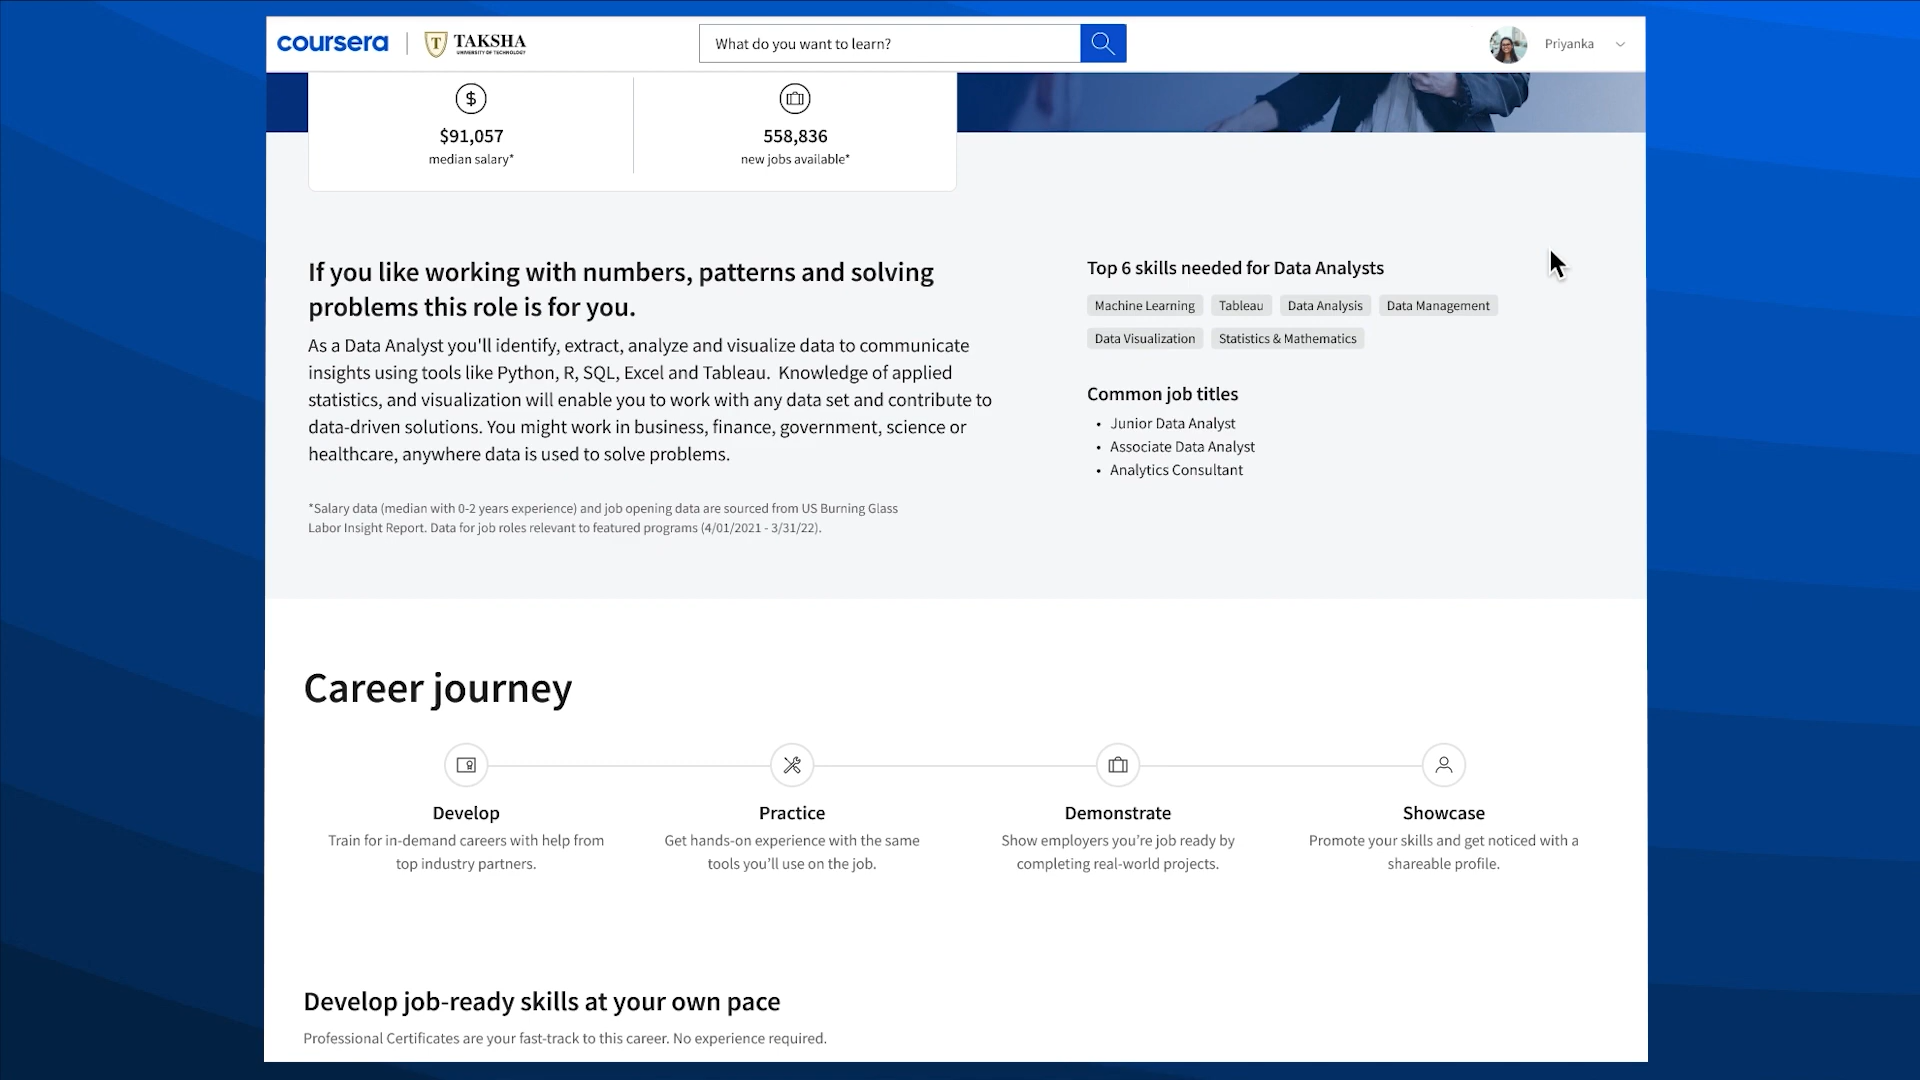 coursera
TAKSHA
UNIVERSITY OF TECHNOLOGY
What do you want to learn?
Priyanka
$91,057
median salary*
558,836
new jobs available*
If you like working with numbers, patterns and solving
problems this role is for you.
As a Data Analyst you'll identify, extract, analyze and visualize data to communicate
insights using tools like Python, R, SQL, Excel and Tableau. Knowledge of applied
statistics, and visualization will enable you to work with any data set and contribute to
data-driven solutions. You might work in business, finance, government, science or
healthcare, anywhere data is used to solve problems.
*Salary data (median with 0-2 years experience) and job opening data are sourced from US Burning Glass
Labor Insight Report. Data for job roles relevant to featured programs (4/01/2021 - 3/31/22).
Top 6 skills needed for Data Analysts
Machine Learning Tableau Data Analysis Data Management
Data Visualization Statistics & Mathematics
Common job titles
• Junior Data Analyst
• Associate Data Analyst
• Analytics Consultant
Career journey
Develop
Train for in-demand careers with help from
top industry partners.
Practice
Get hands-on experience with the same
tools you’ll use on the job.
Demonstrate
Show employers you’re job ready by
completing real-world projects.
Showcase
Promote your skills and get noticed with a
shareable profile.
Develop job-ready skills at your own pace
Professional Certificates are your fast-track to this career. No experience required.